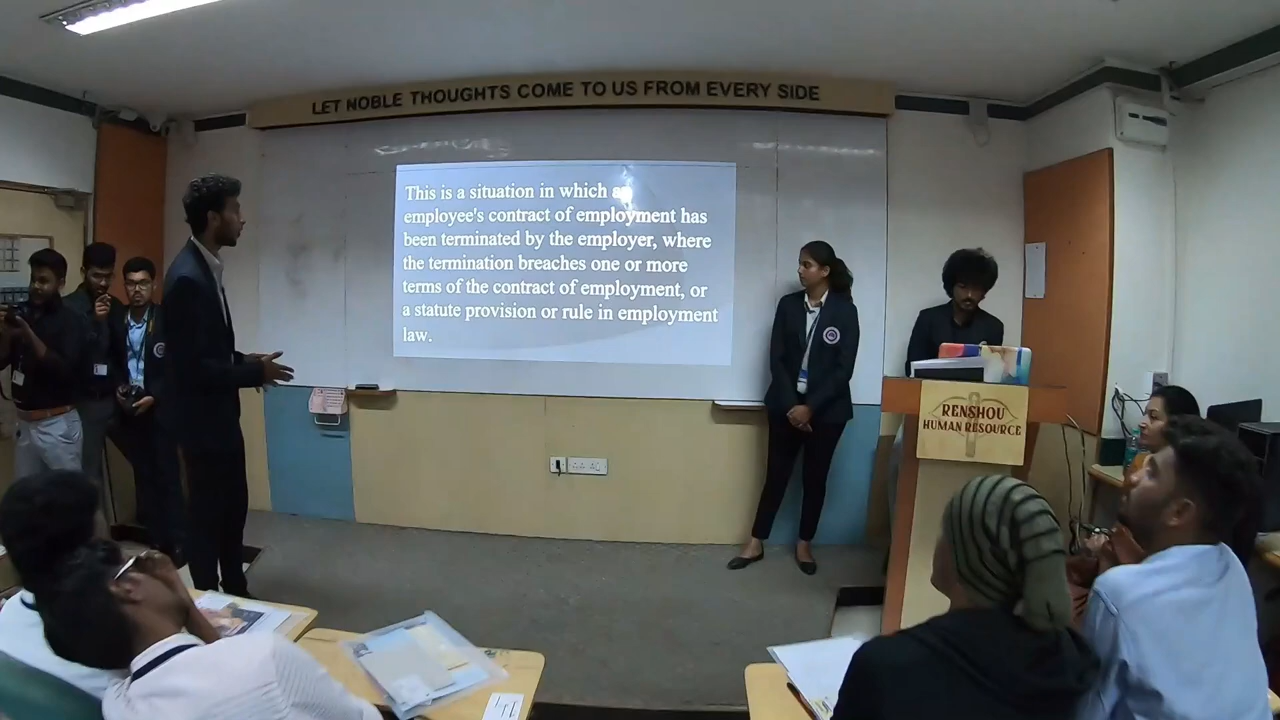 LET NOBLE THOUGHTS COME TO US FROM EVERY SIDE
This is a situation in which an
employee's contract of employment has
been terminated by the employer, where
the termination breaches one or more
terms of the contract of employment, or
a statute provision or rule in employment
law.
RENSHOU
HUMAN RESOURCE